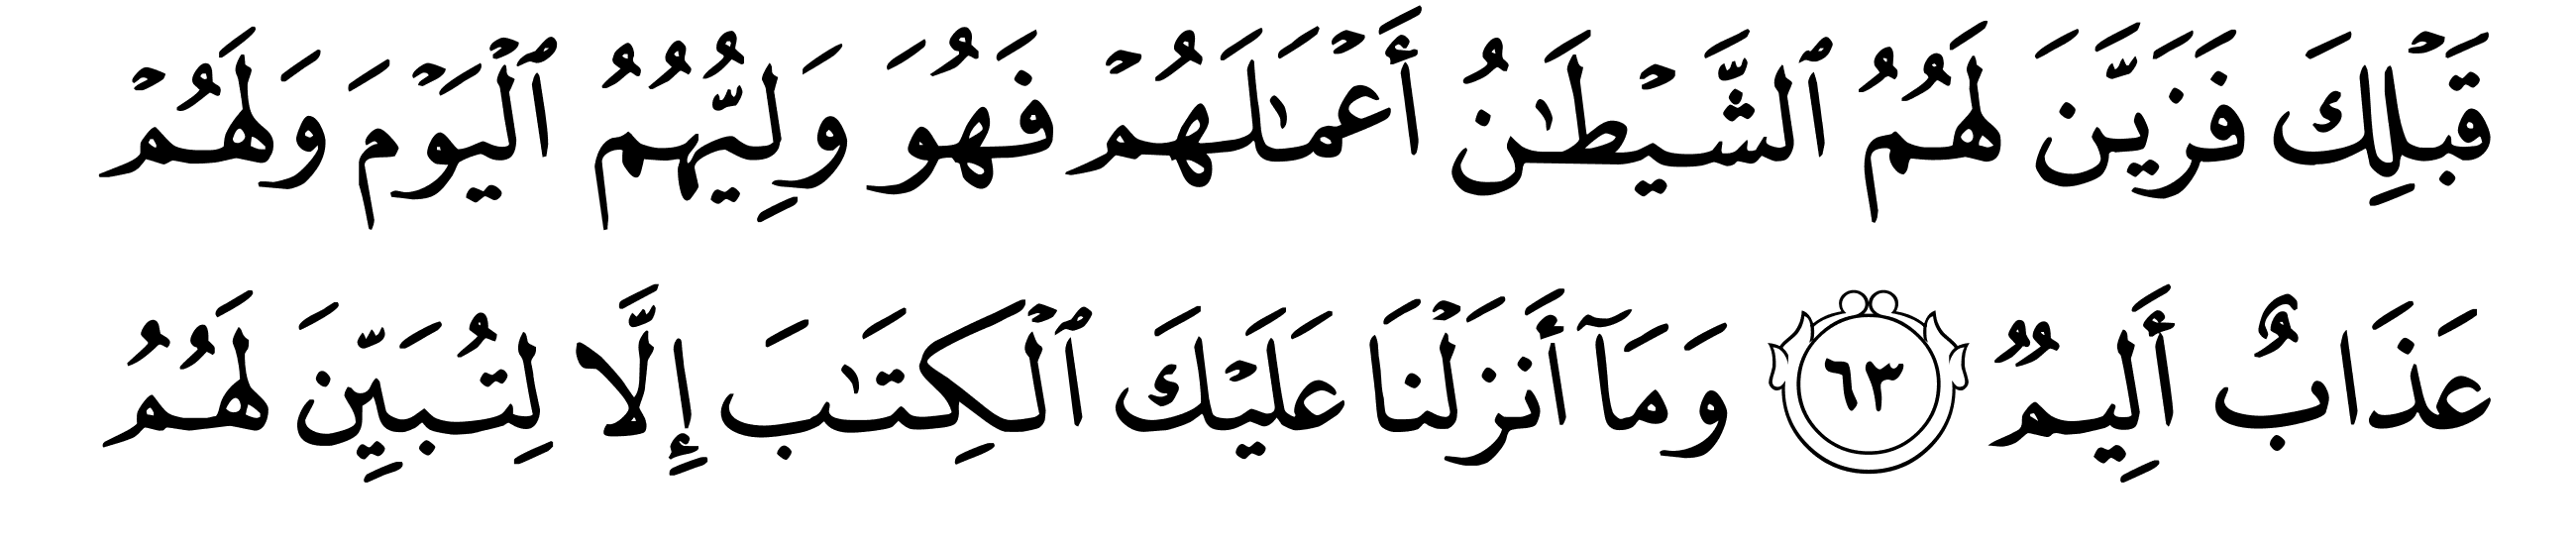 قَبۡلِكَ فَزَيَّنَ لَهُمُ ٱلشَّيۡطَـٰنُ أَعۡمَـٰلَهُمۡ فَهُوَ وَلِيُّهُمُ ٱلۡيَوۡمَ وَلَهُمۡ
عَذَابٌ أَلِيمٌ ٦٣ وَمَآ أَنزَلۡنَا عَلَيۡكَ ٱلۡكِتَـٰبَ إِلَّا لِتُبَيِّنَ لَهُمُ